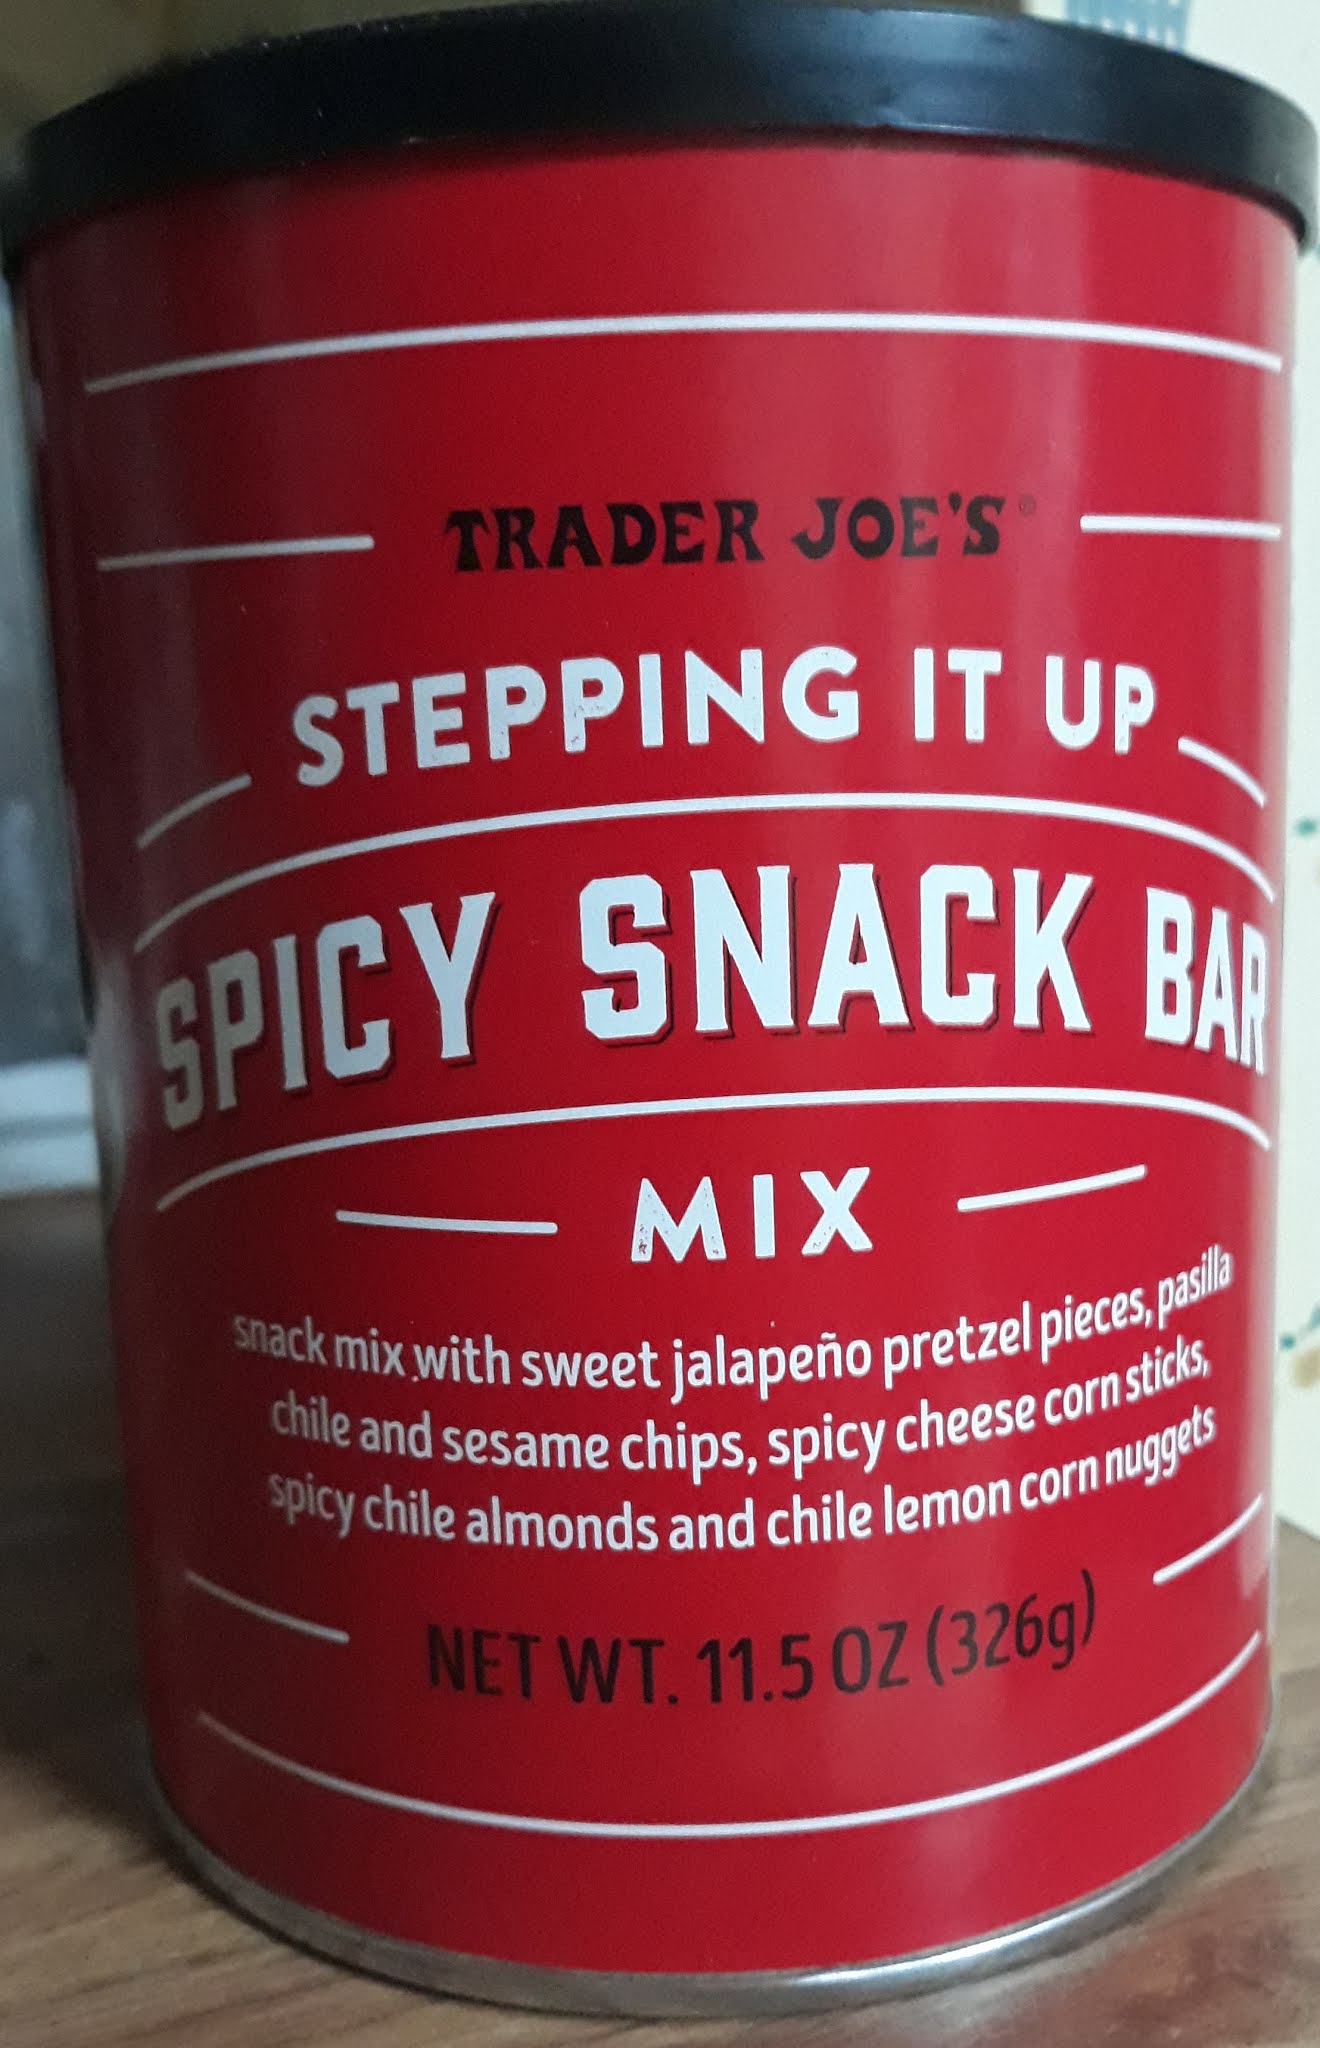 TRADER JOE'S®
STEPPING IT UP
SPICY SNACK BAR
MIX
snack mix with sweet jalapeño pretzel pieces, pasilla
chile and sesame chips, spicy cheese corn sticks,
spicy chile almonds and chile lemon corn nuggets
NET WT. 11.5 OZ (326g)